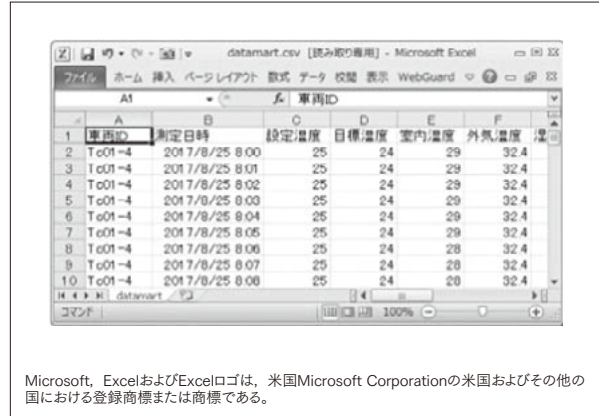 datamart.csv [読み取り専用] - Microsoft Excel
ファイル ホーム 挿入 ページレイアウト 数式 データ 校閲 表示 WebGuard
A1 fx 車両ID
A B C D E F
1 車両ID 測定日時 設定温度 目標温度 室内温度 外気温度 湿
2 Tc01-4 2017/8/25 8:00 25 24 29 32.4
3 Tc01-4 2017/8/25 8:01 25 24 29 32.4
4 Tc01-4 2017/8/25 8:02 25 24 29 32.4
5 Tc01-4 2017/8/25 8:03 25 24 29 32.4
6 Tc01-4 2017/8/25 8:04 25 24 29 32.4
7 Tc01-4 2017/8/25 8:05 25 24 29 32.4
8 Tc01-4 2017/8/25 8:06 25 24 28 32.4
9 Tc01-4 2017/8/25 8:07 25 24 28 32.4
10 Tc01-4 2017/8/25 8:08 25 24 28 32.4
datamart
コマンド 100%
Microsoft，ExcelおよびExcelロゴは，米国Microsoft Corporationの米国およびその他の
国における登録商標または商標である。